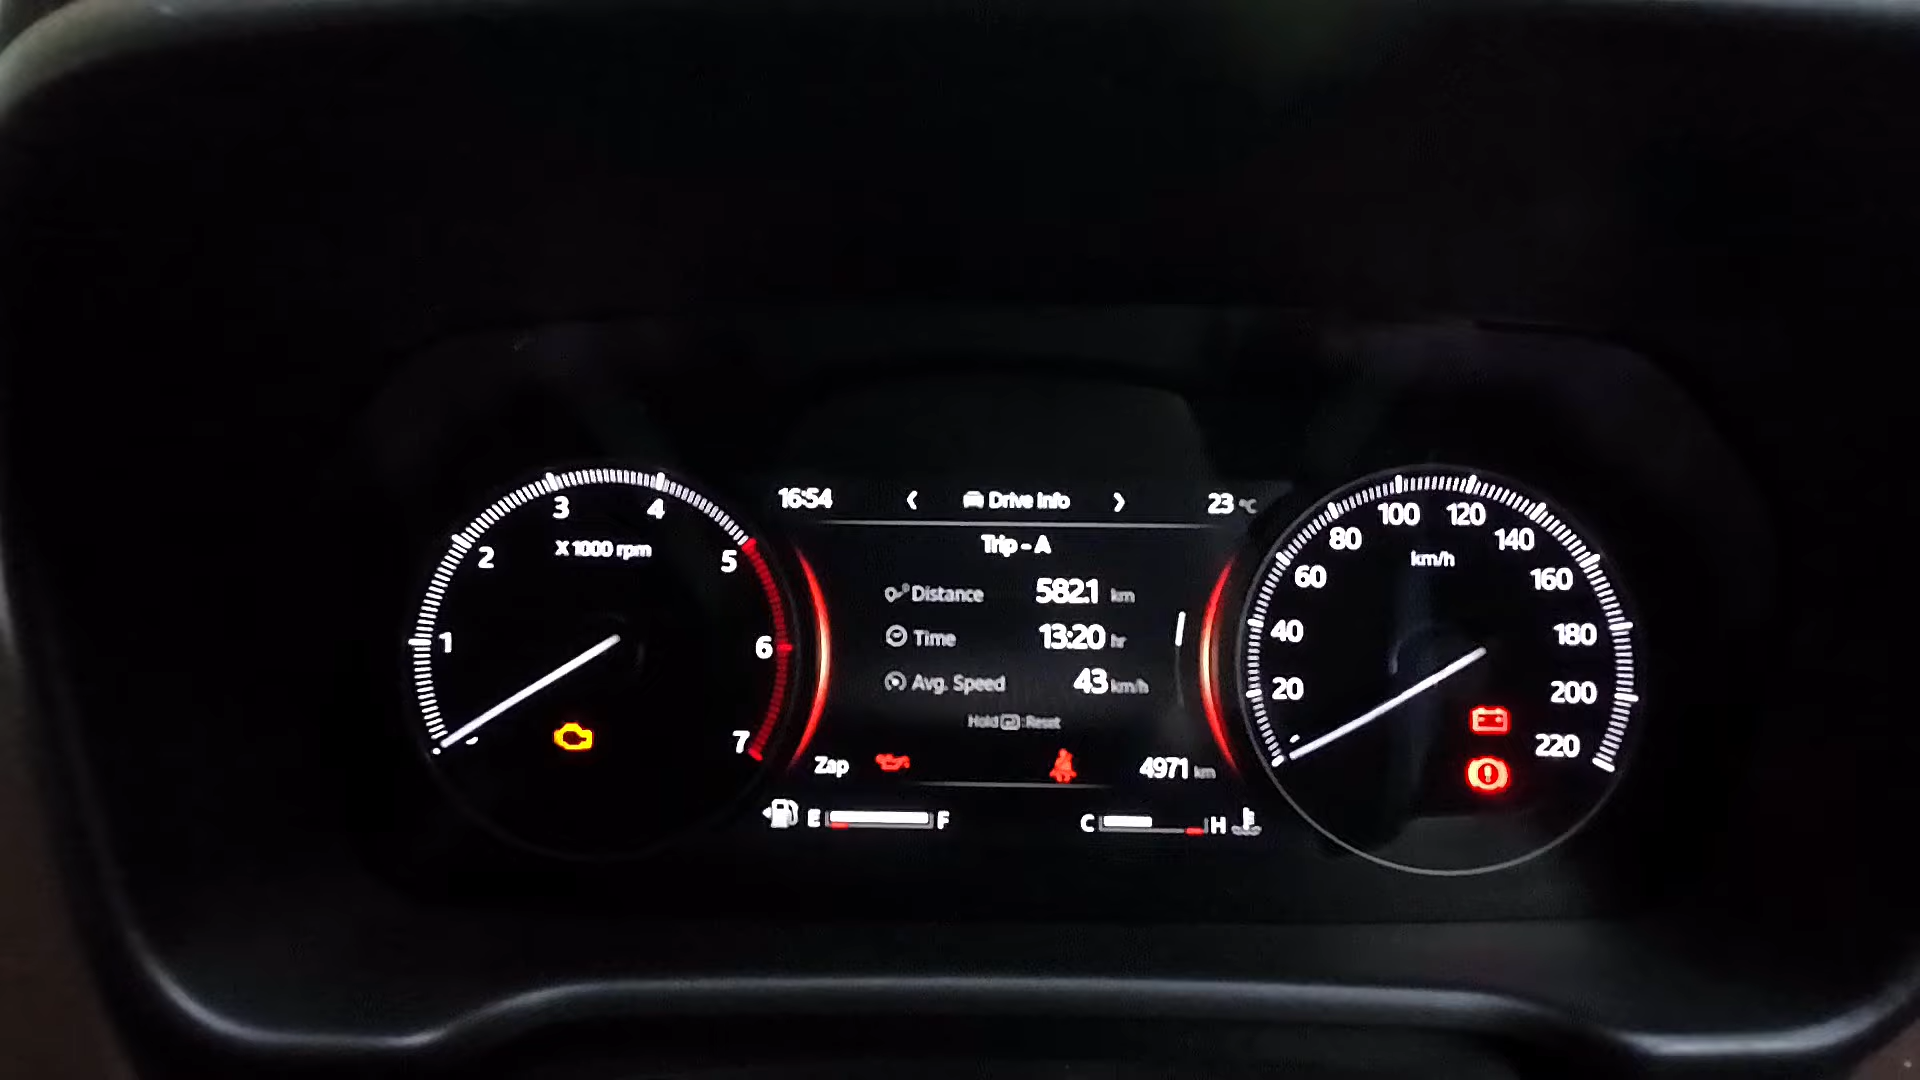 16:54 ❮ Drive Info ❯ 23 °C
Trip - A
Distance 582.1 km
Time 13:20 hr
Avg. Speed 43 km/h
Hold : Reset
Zap 4971 km
E F
C H
1 2 3 4 5 6 7
X 1000 rpm
20 40 60 80 100 120 140 160 180 200 220
km/h